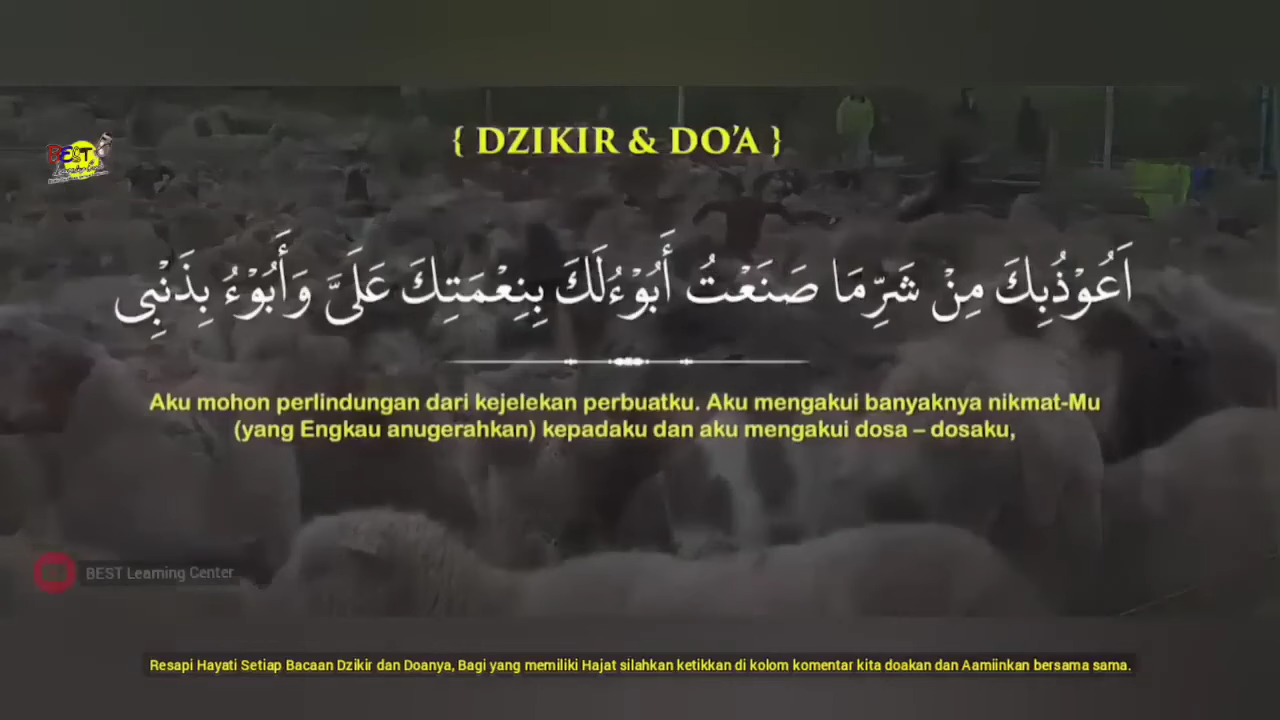 { DZIKIR & DO'A }
BEST
اَعُوْذُبِكَ مِنْ شَرِّمَا صَنَعْتُ أَبُوْءُلَكَ بِنِعْمَتِكَ عَلَىَّ وَأَبُوْءُ بِذَنْبِى
Aku mohon perlindungan dari kejelekan perbuatku. Aku mengakui banyaknya nikmat-Mu
(yang Engkau anugerahkan) kepadaku dan aku mengakui dosa – dosaku,
BEST Learning Center
Resapi Hayati Setiap Bacaan Dzikir dan Doanya, Bagi yang memiliki Hajat silahkan ketikkan di kolom komentar kita doakan dan Aamiinkan bersama sama.